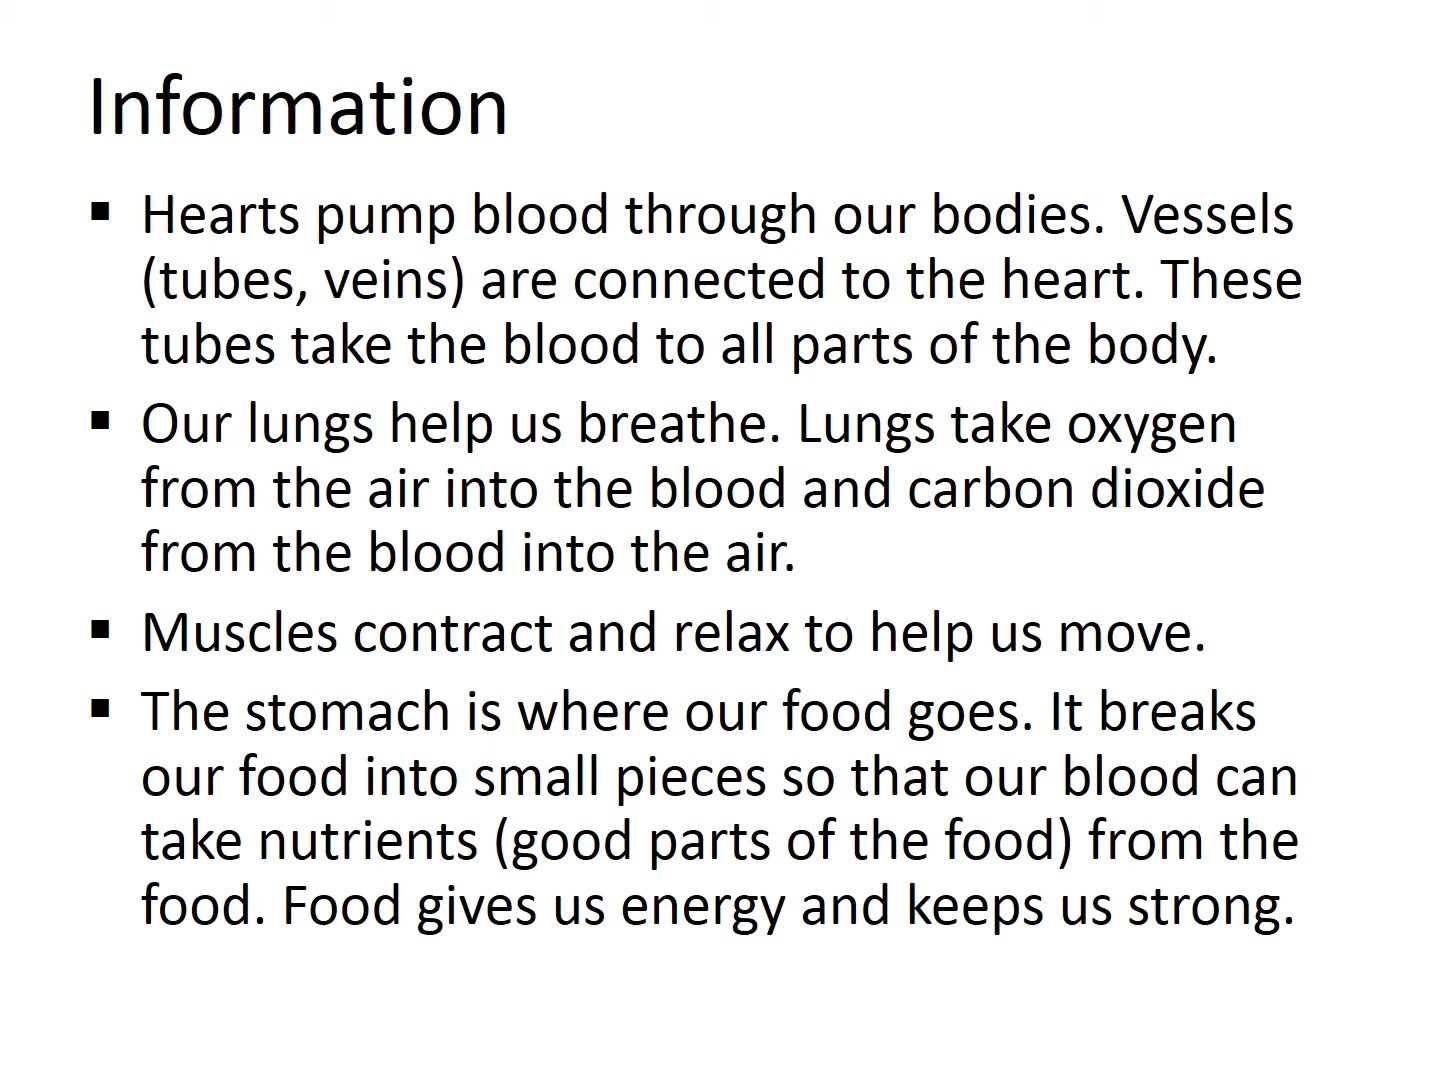 Information
▪ Hearts pump blood through our bodies. Vessels
(tubes, veins) are connected to the heart. These
tubes take the blood to all parts of the body.
▪ Our lungs help us breathe. Lungs take oxygen
from the air into the blood and carbon dioxide
from the blood into the air.
▪ Muscles contract and relax to help us move.
▪ The stomach is where our food goes. It breaks
our food into small pieces so that our blood can
take nutrients (good parts of the food) from the
food. Food gives us energy and keeps us strong.